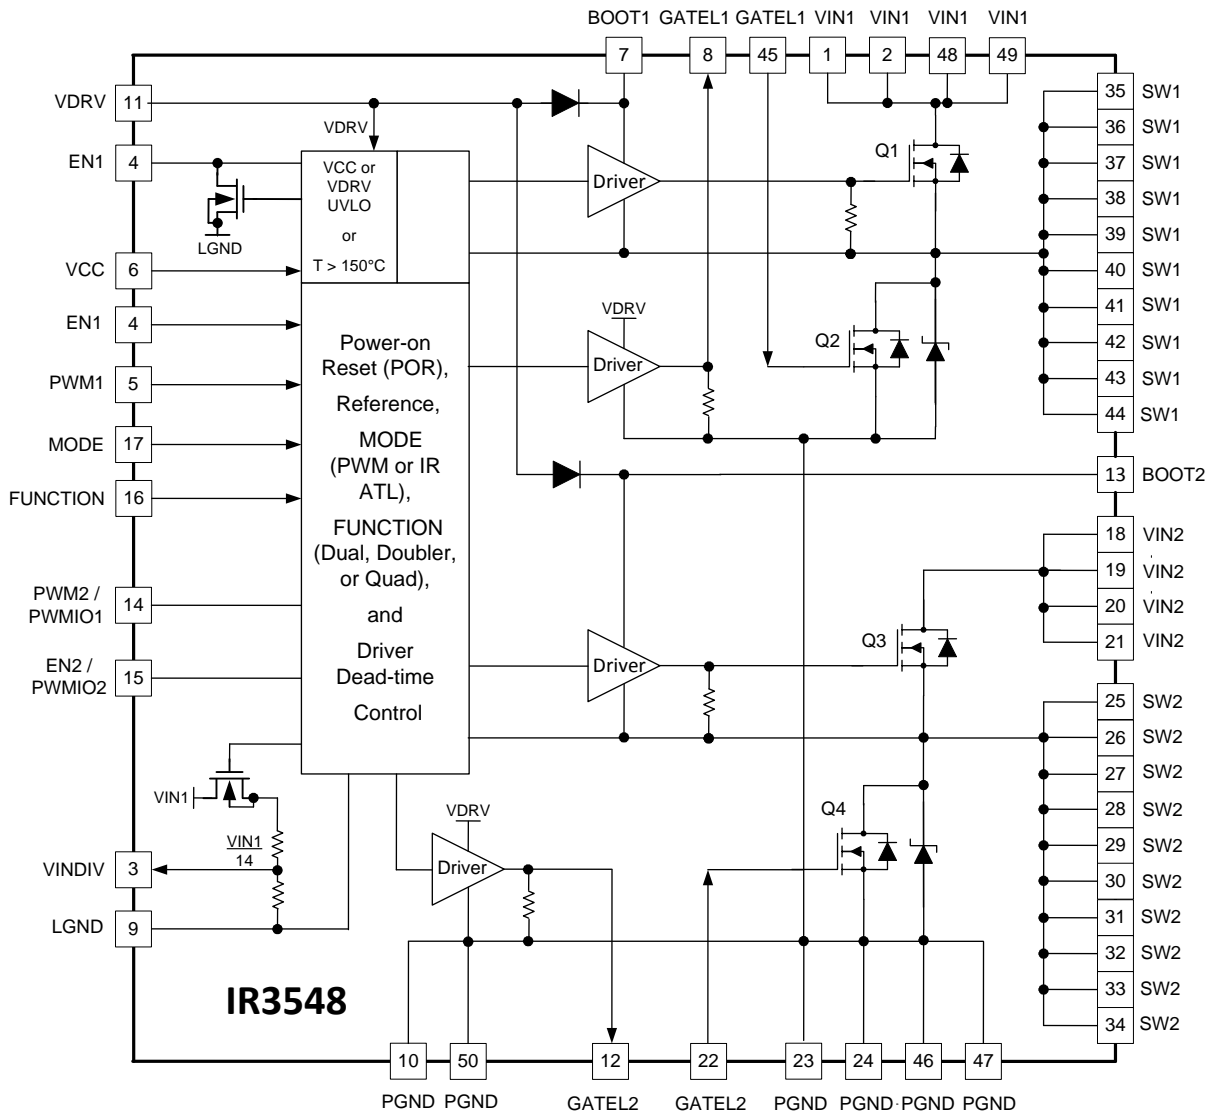 BOOT1 GATEL1 GATEL1 VIN1 VIN1 VIN1 VIN1
7 8 45 1 2 48 49
VDRV 11
VDRV
EN1 4
LGND
VCC or
VDRV
UVLO
or
T > 150°C
VCC 6
EN1 4
PWM1 5
MODE 17
FUNCTION 16
PWM2 /
PWMIO1
14
EN2 /
PWMIO2
15
Power-on
Reset (POR),
Reference,
MODE
(PWM or IR
ATL),
FUNCTION
(Dual, Doubler,
or Quad),
and
Driver
Dead-time
Control
Driver
Q1
VDRV
Driver
Q2
Driver
Q3
VDRV
Driver
Q4
35 SW1
36 SW1
37 SW1
38 SW1
39 SW1
40 SW1
41 SW1
42 SW1
43 SW1
44 SW1
13 BOOT2
18 VIN2
19 VIN2
20 VIN2
21 VIN2
25 SW2
26 SW2
27 SW2
28 SW2
29 SW2
30 SW2
31 SW2
32 SW2
33 SW2
34 SW2
VIN1
VIN1
14
VINDIV 3
LGND 9
IR3548
10 50 12 22 23 24 46 47
PGND PGND GATEL2 GATEL2 PGND PGND PGND PGND